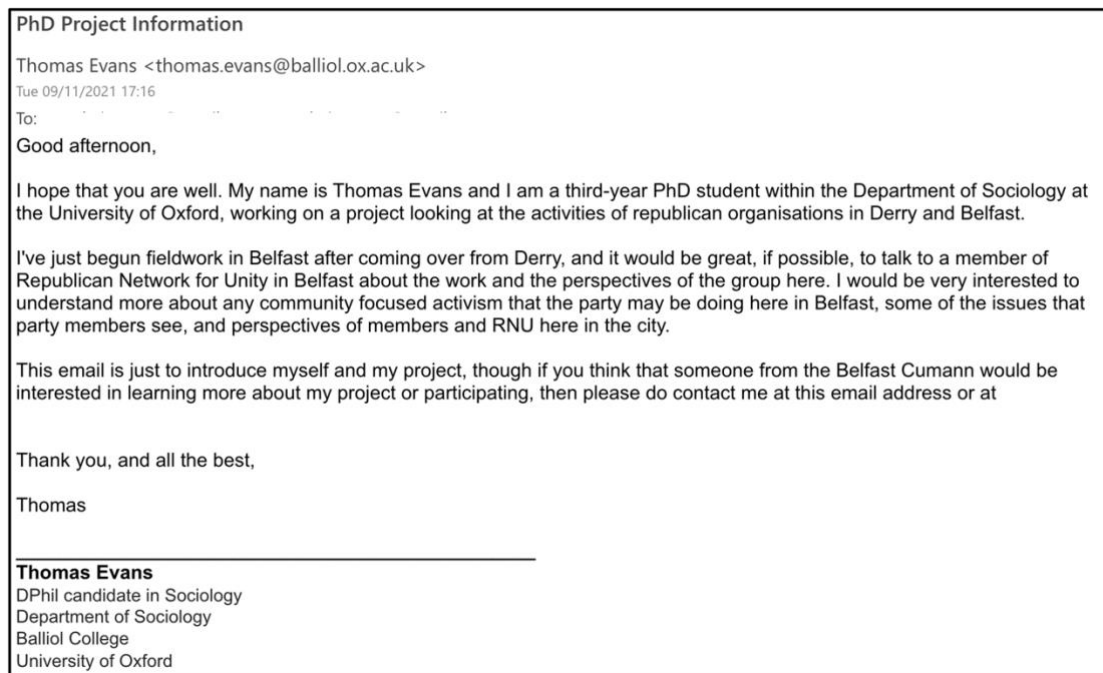 PhD Project Information
Thomas Evans <thomas.evans@balliol.ox.ac.uk>
Tue 09/11/2021 17:16
To:
Good afternoon,
I hope that you are well. My name is Thomas Evans and I am a third-year PhD student within the Department of Sociology at
the University of Oxford, working on a project looking at the activities of republican organisations in Derry and Belfast.
I've just begun fieldwork in Belfast after coming over from Derry, and it would be great, if possible, to talk to a member of
Republican Network for Unity in Belfast about the work and the perspectives of the group here. I would be very interested to
understand more about any community focused activism that the party may be doing here in Belfast, some of the issues that
party members see, and perspectives of members and RNU here in the city.
This email is just to introduce myself and my project, though if you think that someone from the Belfast Cumann would be
interested in learning more about my project or participating, then please do contact me at this email address or at
Thank you, and all the best,
Thomas
Thomas Evans
DPhil candidate in Sociology
Department of Sociology
Balliol College
University of Oxford